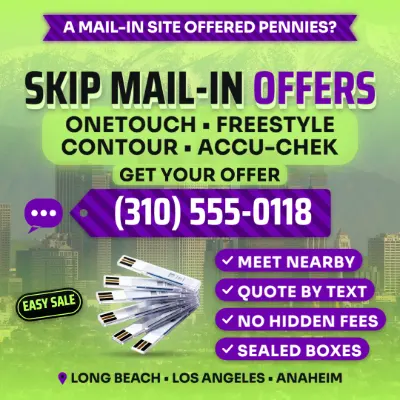 A MAIL-IN SITE OFFERED PENNIES?
SKIP MAIL-IN OFFERS
ONETOUCH • FREESTYLE
CONTOUR • ACCU-CHEK
GET YOUR OFFER
(310) 555-0118
✓ MEET NEARBY
✓ QUOTE BY TEXT
EASY SALE
✓ NO HIDDEN FEES
✓ SEALED BOXES
LONG BEACH • LOS ANGELES • ANAHEIM